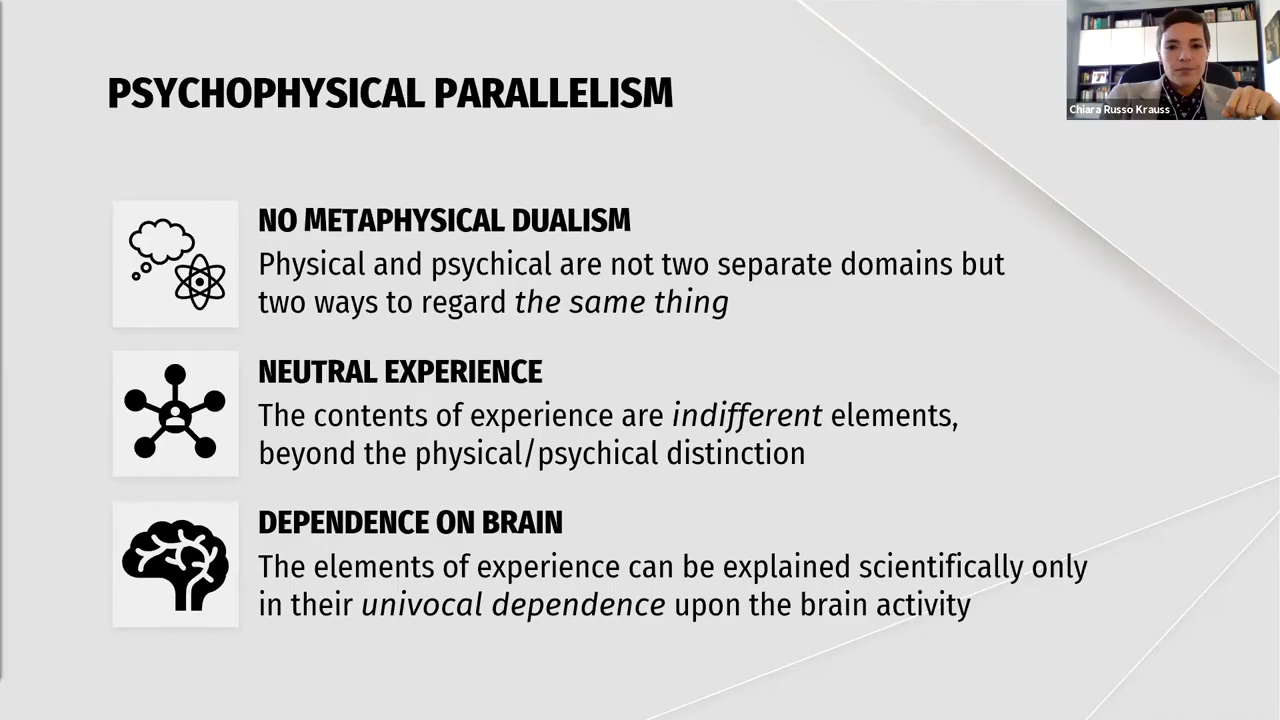 Chiara Russo Krauss
PSYCHOPHYSICAL PARALLELISM
NO METAPHYSICAL DUALISM
Physical and psychical are not two separate domains but
two ways to regard the same thing
NEUTRAL EXPERIENCE
The contents of experience are indifferent elements,
beyond the physical/psychical distinction
DEPENDENCE ON BRAIN
The elements of experience can be explained scientifically only
in their univocal dependence upon the brain activity